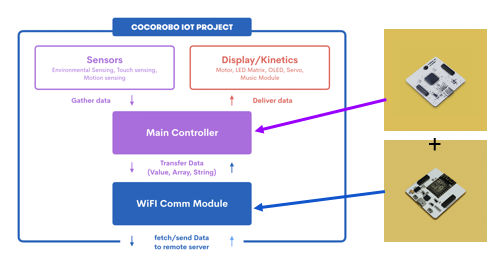 COCOROBO IOT PROJECT
Sensors
Environmental Sensing, Touch sensing,
Motion sensing
Display/Kinetics
Motor, LED Matrix, OLED, Servo,
Music Module
Gather data
Deliver data
Main Controller
Transfer Data
(Value, Array, String)
WiFI Comm Module
fetch/send Data
to remote server
+